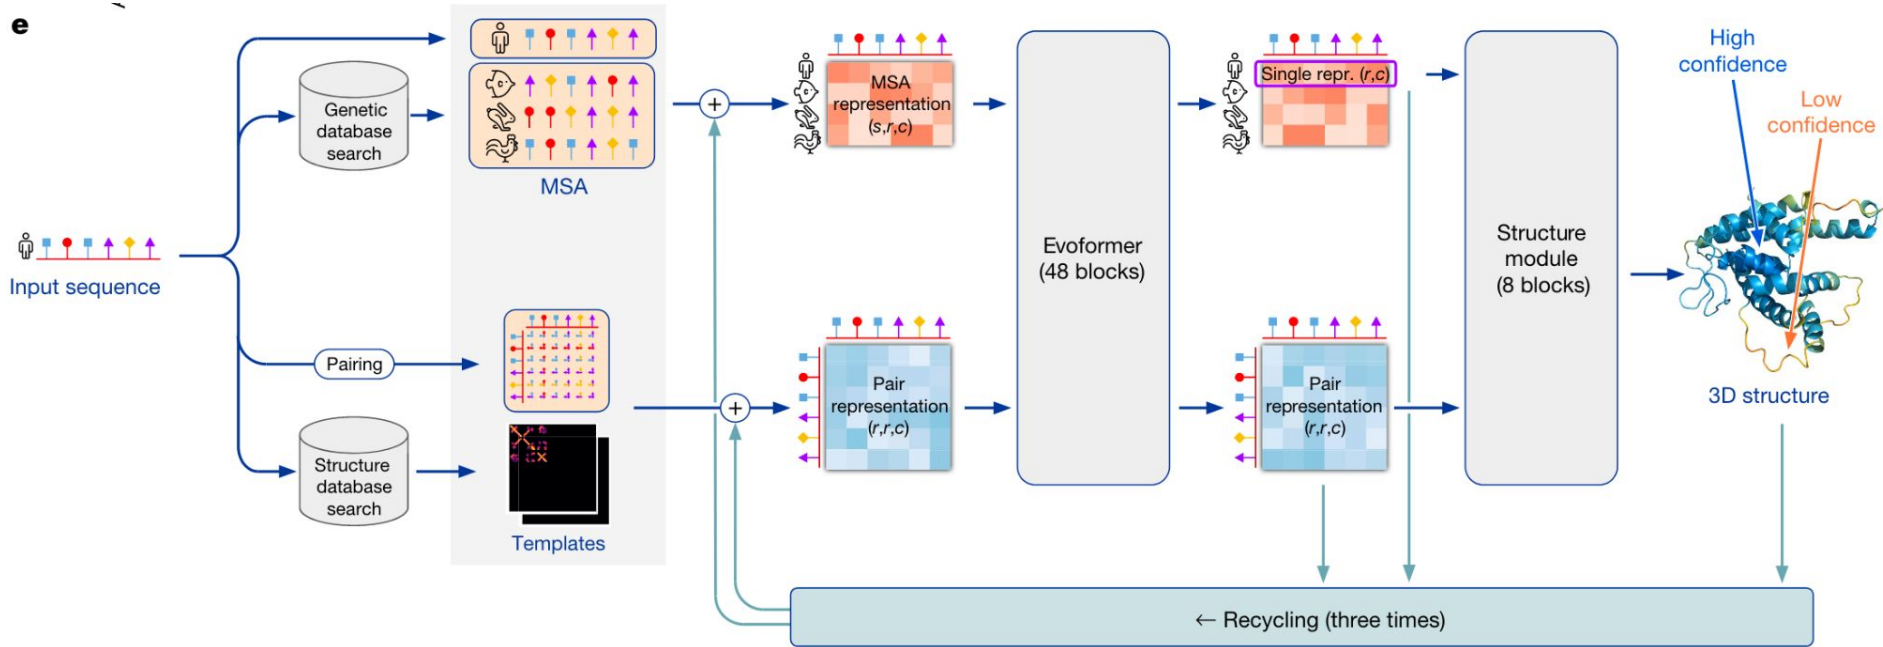 e
Genetic
database
search
MSA
Input sequence
Pairing
Structure
database
search
Templates
MSA
representation
(s,r,c)
Pair
representation
(r,r,c)
Evoformer
(48 blocks)
Single repr. (r,c)
Pair
representation
(r,r,c)
Structure
module
(8 blocks)
High
confidence
Low
confidence
3D structure
← Recycling (three times)